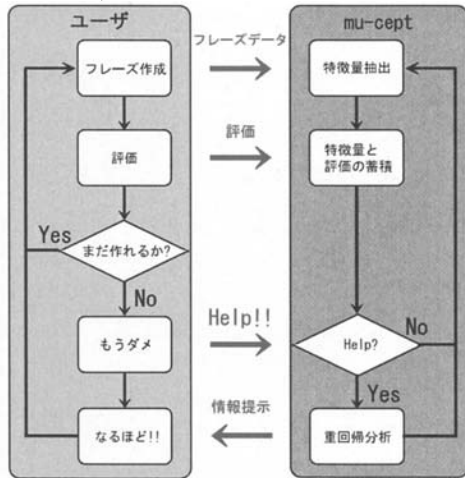 ユーザ
フレーズ作成
評価
まだ作れるか?
Yes
No
もうダメ
なるほど!!
フレーズデータ
評価
Help!!
情報提示
mu-cept
特徴量抽出
特徴量と
評価の蓄積
Help?
No
Yes
重回帰分析